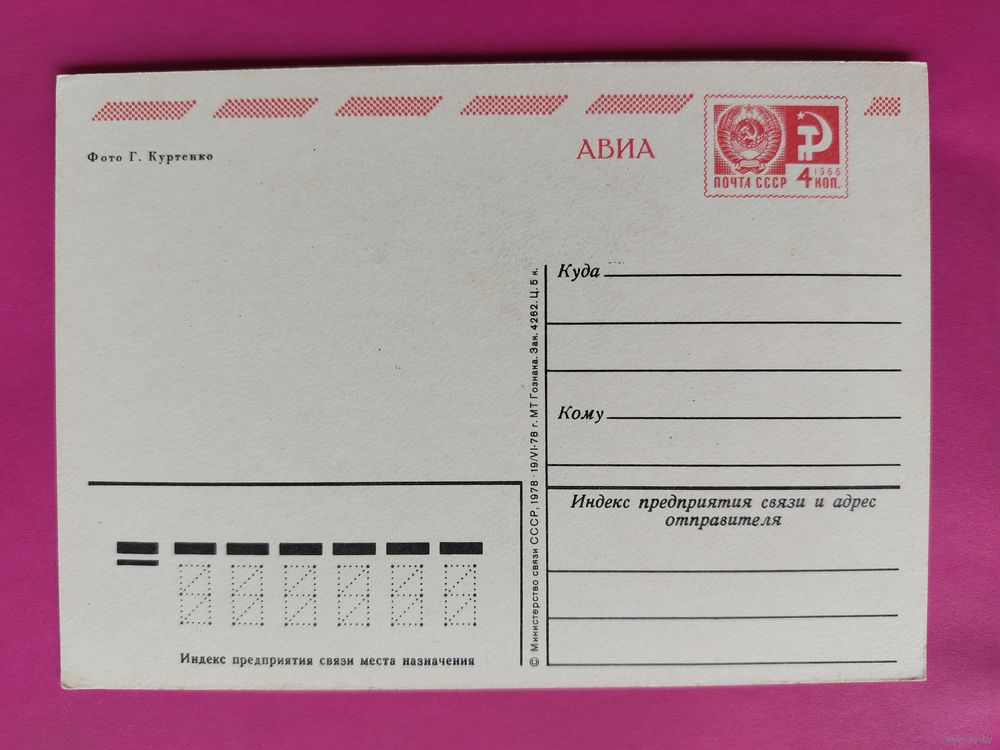 Фото Г. Куртенко
АВИА
1966
ПОЧТА СССР 4 КОП.
Куда
Кому
Индекс предприятия связи и адрес
отправителя
© Министерство связи СССР, 1978 · 19/VI-78 г. МТ Гознака. Зак. 4262. Ц. 5 к.
Индекс предприятия связи места назначения